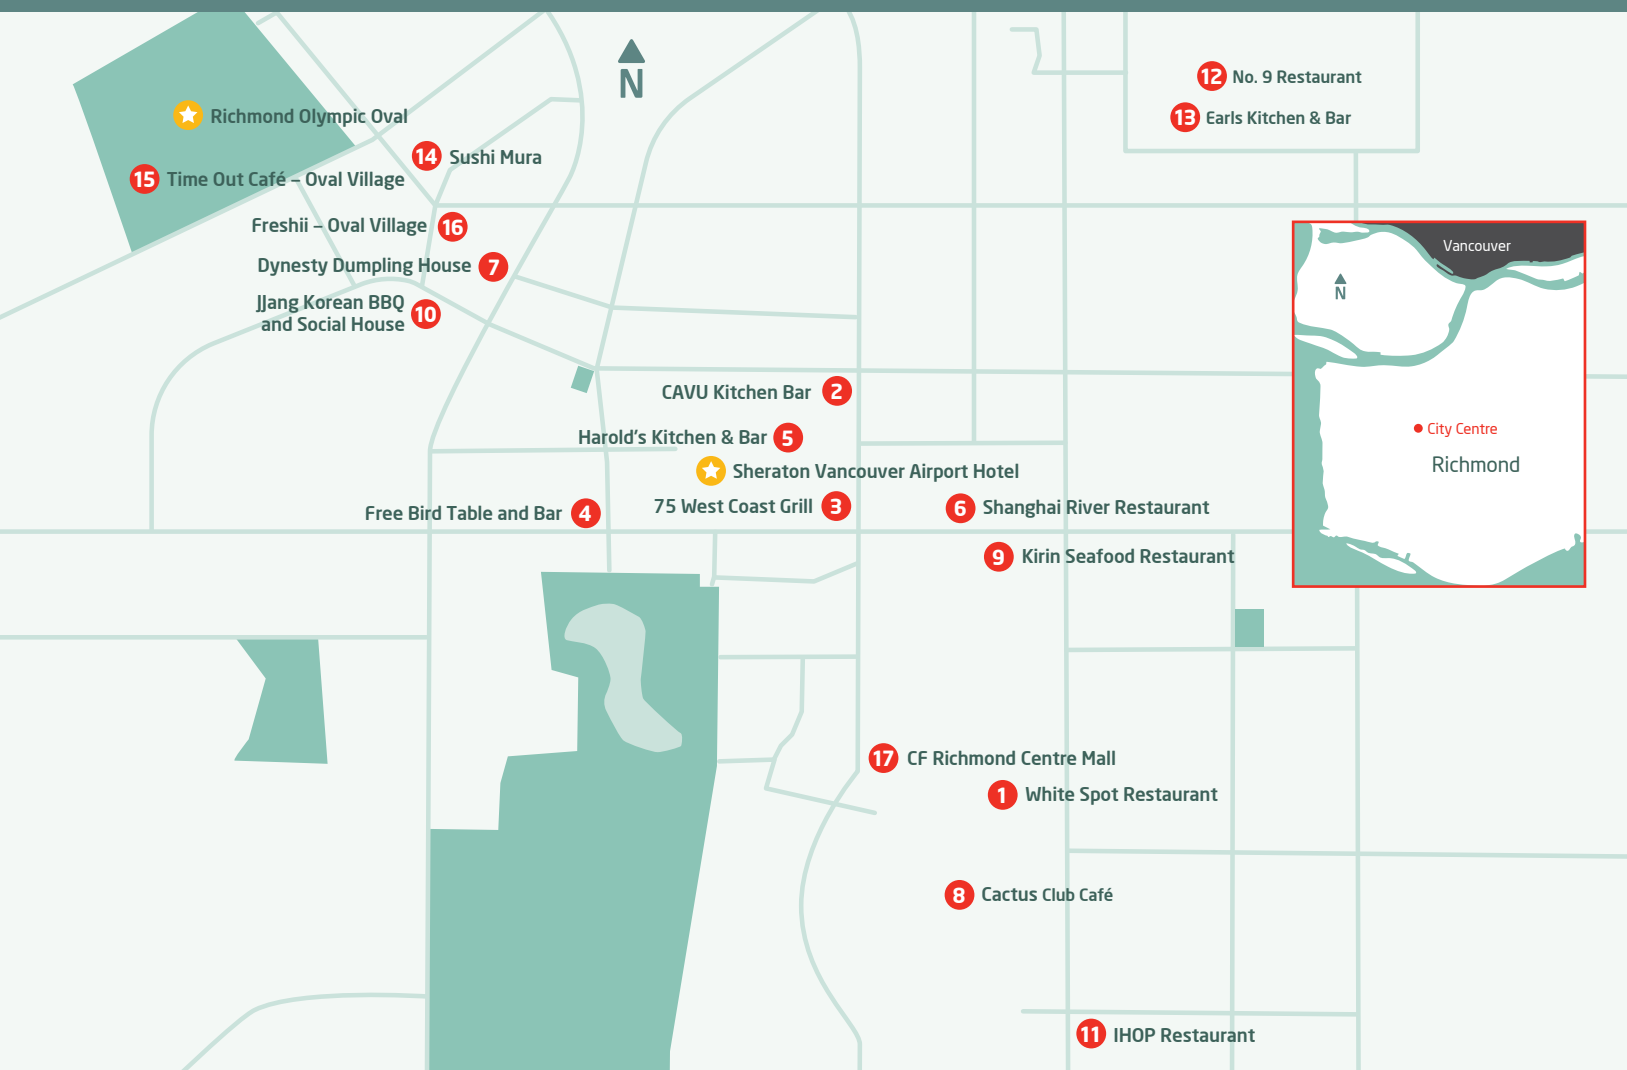 N
12 No. 9 Restaurant
13 Earls Kitchen & Bar
Richmond Olympic Oval
14 Sushi Mura
15 Time Out Café – Oval Village
Freshii – Oval Village 16
Dynesty Dumpling House 7
JJang Korean BBQ
and Social House 10
Vancouver
N
City Centre
Richmond
CAVU Kitchen Bar 2
Harold's Kitchen & Bar 5
Sheraton Vancouver Airport Hotel
75 West Coast Grill 3
6 Shanghai River Restaurant
Free Bird Table and Bar 4
9 Kirin Seafood Restaurant
17 CF Richmond Centre Mall
1 White Spot Restaurant
8 Cactus Club Café
11 IHOP Restaurant